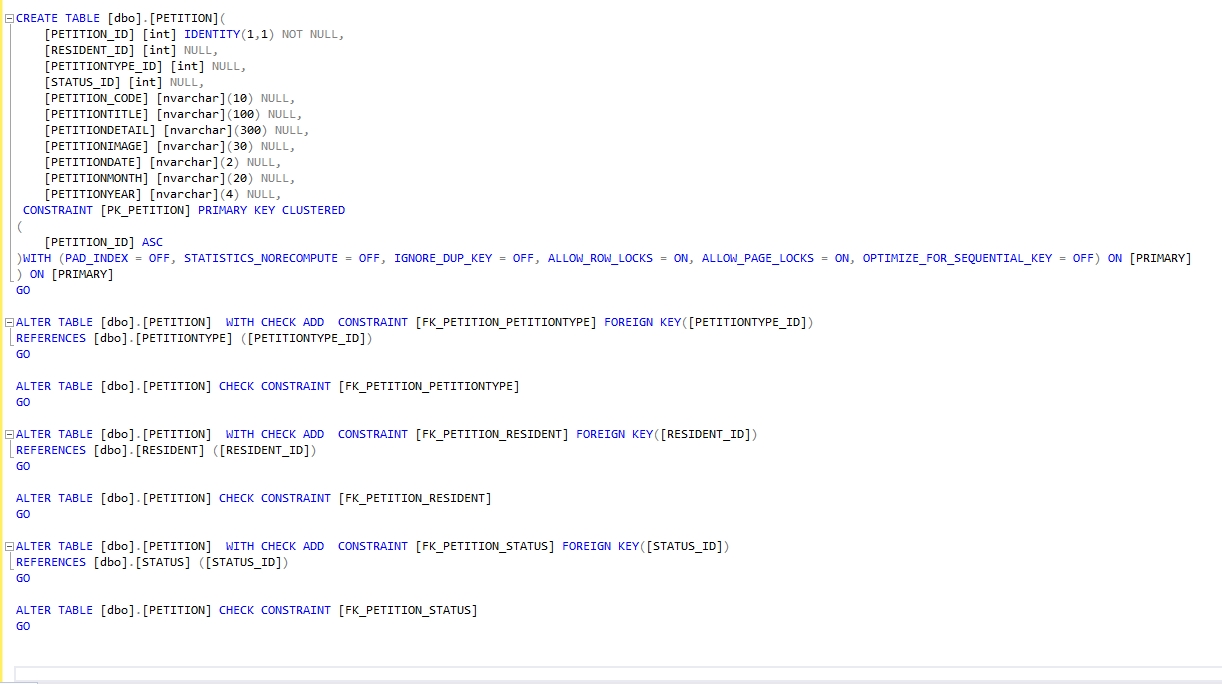 CREATE TABLE [dbo].[PETITION](
[PETITION_ID] [int] IDENTITY(1,1) NOT NULL,
[RESIDENT_ID] [int] NULL,
[PETITIONTYPE_ID] [int] NULL,
[STATUS_ID] [int] NULL,
[PETITION_CODE] [nvarchar](10) NULL,
[PETITIONTITLE] [nvarchar](100) NULL,
[PETITIONDETAIL] [nvarchar](300) NULL,
[PETITIONIMAGE] [nvarchar](30) NULL,
[PETITIONDATE] [nvarchar](2) NULL,
[PETITIONMONTH] [nvarchar](20) NULL,
[PETITIONYEAR] [nvarchar](4) NULL,
CONSTRAINT [PK_PETITION] PRIMARY KEY CLUSTERED
(
[PETITION_ID] ASC
)WITH (PAD_INDEX = OFF, STATISTICS_NORECOMPUTE = OFF, IGNORE_DUP_KEY = OFF, ALLOW_ROW_LOCKS = ON, ALLOW_PAGE_LOCKS = ON, OPTIMIZE_FOR_SEQUENTIAL_KEY = OFF) ON [PRIMARY]
) ON [PRIMARY]
GO
ALTER TABLE [dbo].[PETITION]  WITH CHECK ADD  CONSTRAINT [FK_PETITION_PETITIONTYPE] FOREIGN KEY([PETITIONTYPE_ID])
REFERENCES [dbo].[PETITIONTYPE] ([PETITIONTYPE_ID])
GO
ALTER TABLE [dbo].[PETITION] CHECK CONSTRAINT [FK_PETITION_PETITIONTYPE]
GO
ALTER TABLE [dbo].[PETITION]  WITH CHECK ADD  CONSTRAINT [FK_PETITION_RESIDENT] FOREIGN KEY([RESIDENT_ID])
REFERENCES [dbo].[RESIDENT] ([RESIDENT_ID])
GO
ALTER TABLE [dbo].[PETITION] CHECK CONSTRAINT [FK_PETITION_RESIDENT]
GO
ALTER TABLE [dbo].[PETITION]  WITH CHECK ADD  CONSTRAINT [FK_PETITION_STATUS] FOREIGN KEY([STATUS_ID])
REFERENCES [dbo].[STATUS] ([STATUS_ID])
GO
ALTER TABLE [dbo].[PETITION] CHECK CONSTRAINT [FK_PETITION_STATUS]
GO